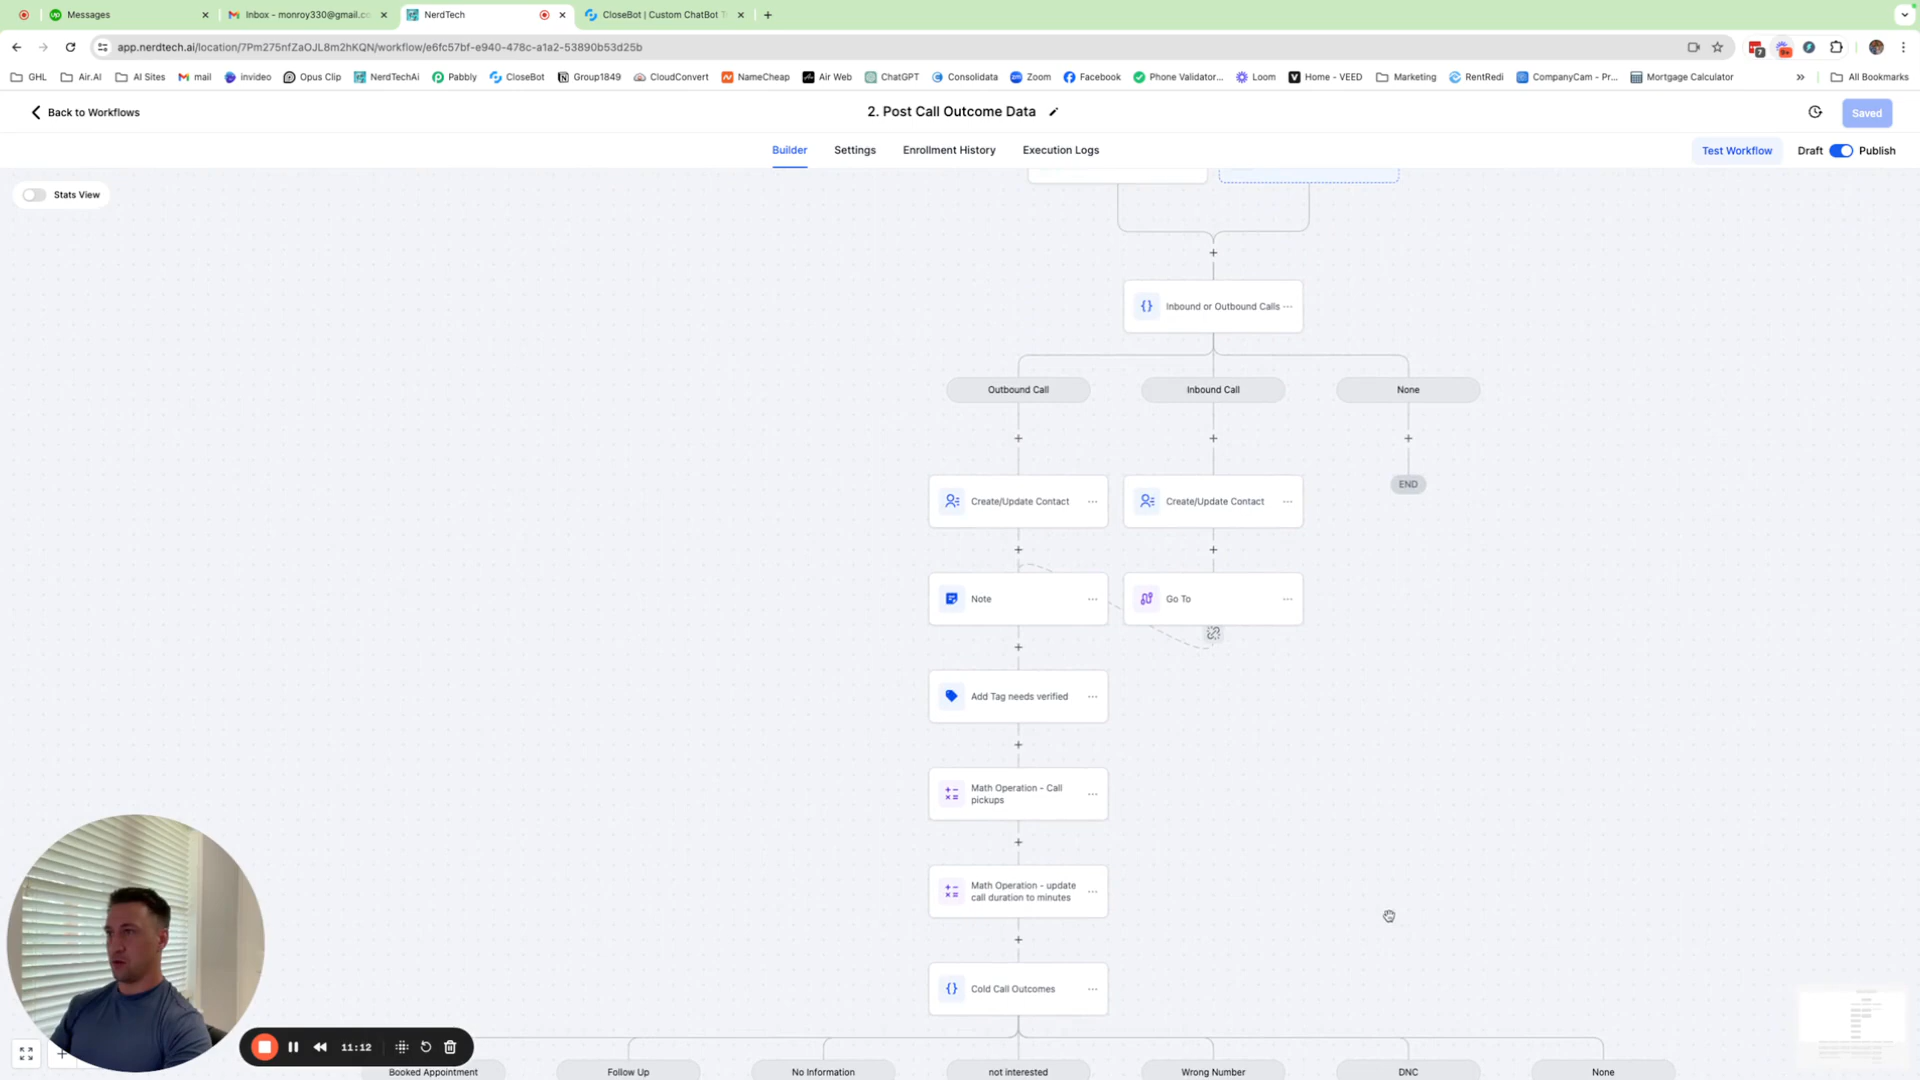 Messages
Inbox - monroy330@gmail.co
NerdTech
CloseBot | Custom ChatBot T
app.nerdtech.ai/location/7Pm275nfZaOJL8m2hKQN/workflow/e6fc57bf-e940-478c-a1a2-53890b53d25b
GHL
Air.AI
AI Sites
mail
invideo
Opus Clip
NerdTechAi
Pabbly
CloseBot
Group1849
CloudConvert
NameCheap
Air Web
ChatGPT
Consolidata
Zoom
Facebook
Phone Validator...
Loom
Home - VEED
Marketing
RentRedi
CompanyCam - Pr...
Mortgage Calculator
All Bookmarks
Back to Workflows
2. Post Call Outcome Data
Saved
Builder
Settings
Enrollment History
Execution Logs
Test Workflow
Draft
Publish
Stats View
Inbound or Outbound Calls
Outbound Call
Inbound Call
None
Create/Update Contact
Create/Update Contact
END
Note
Go To
Add Tag needs verified
Math Operation - Call
pickups
Math Operation - update
call duration to minutes
Cold Call Outcomes
11:12
Booked Appointment
Follow Up
No Information
not interested
Wrong Number
DNC
None